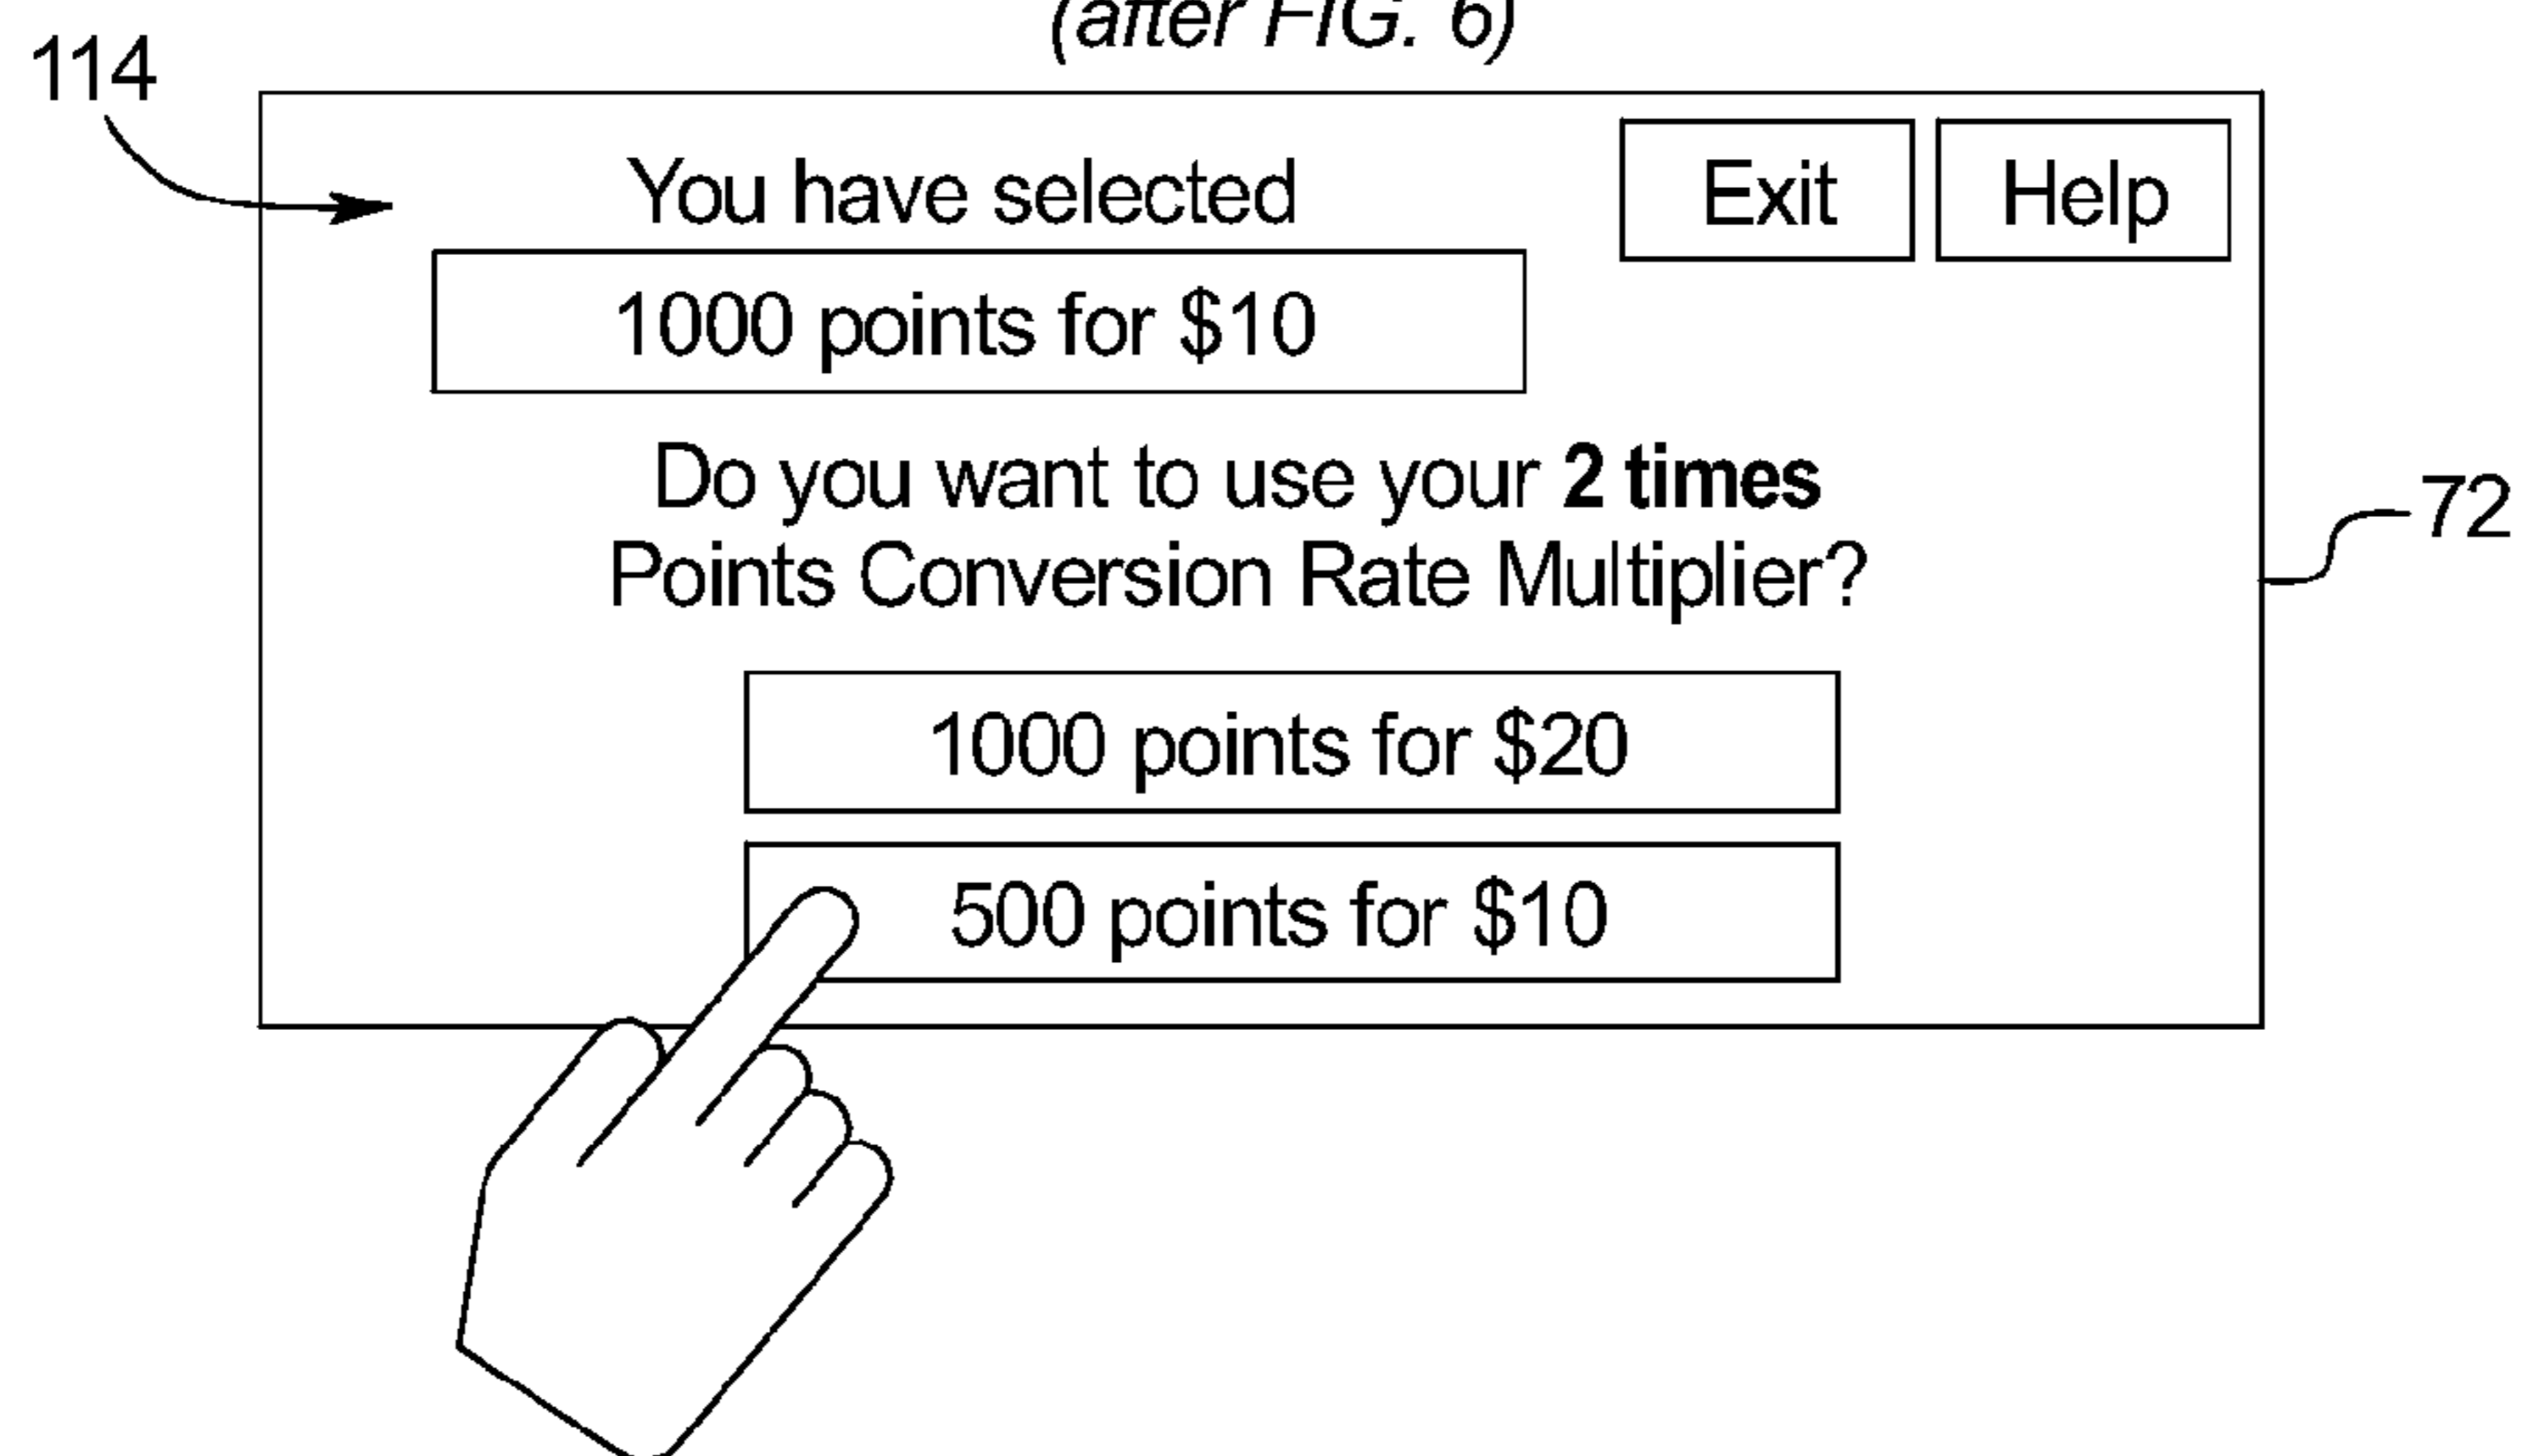 (after FIG. 6)
114
You have selected
Exit
Help
1000 points for $10
Do you want to use your 2 times
Points Conversion Rate Multiplier?
72
1000 points for $20
500 points for $10